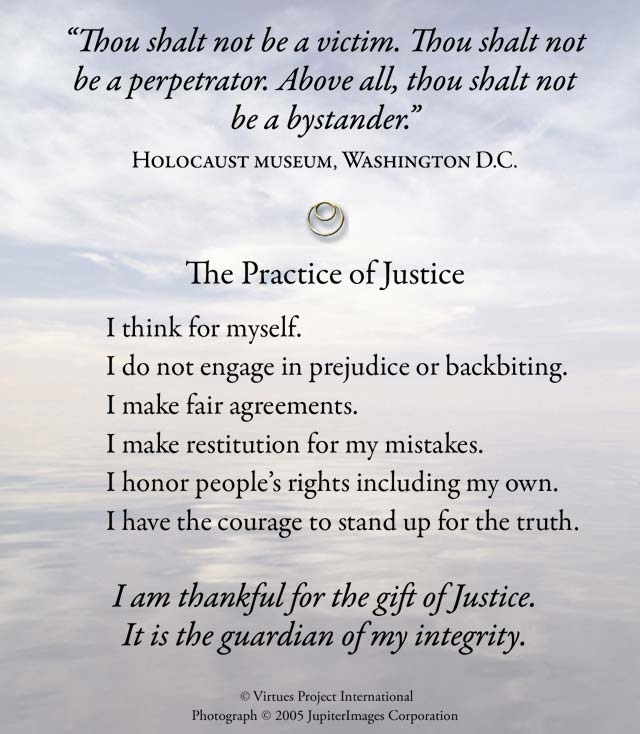 “Thou shalt not be a victim. Thou shalt not
be a perpetrator. Above all, thou shalt not
be a bystander.”
Holocaust museum, Washington D.C.
The Practice of Justice
I think for myself.
I do not engage in prejudice or backbiting.
I make fair agreements.
I make restitution for my mistakes.
I honor people’s rights including my own.
I have the courage to stand up for the truth.
I am thankful for the gift of Justice.
It is the guardian of my integrity.
© Virtues Project International
Photograph © 2005 JupiterImages Corporation